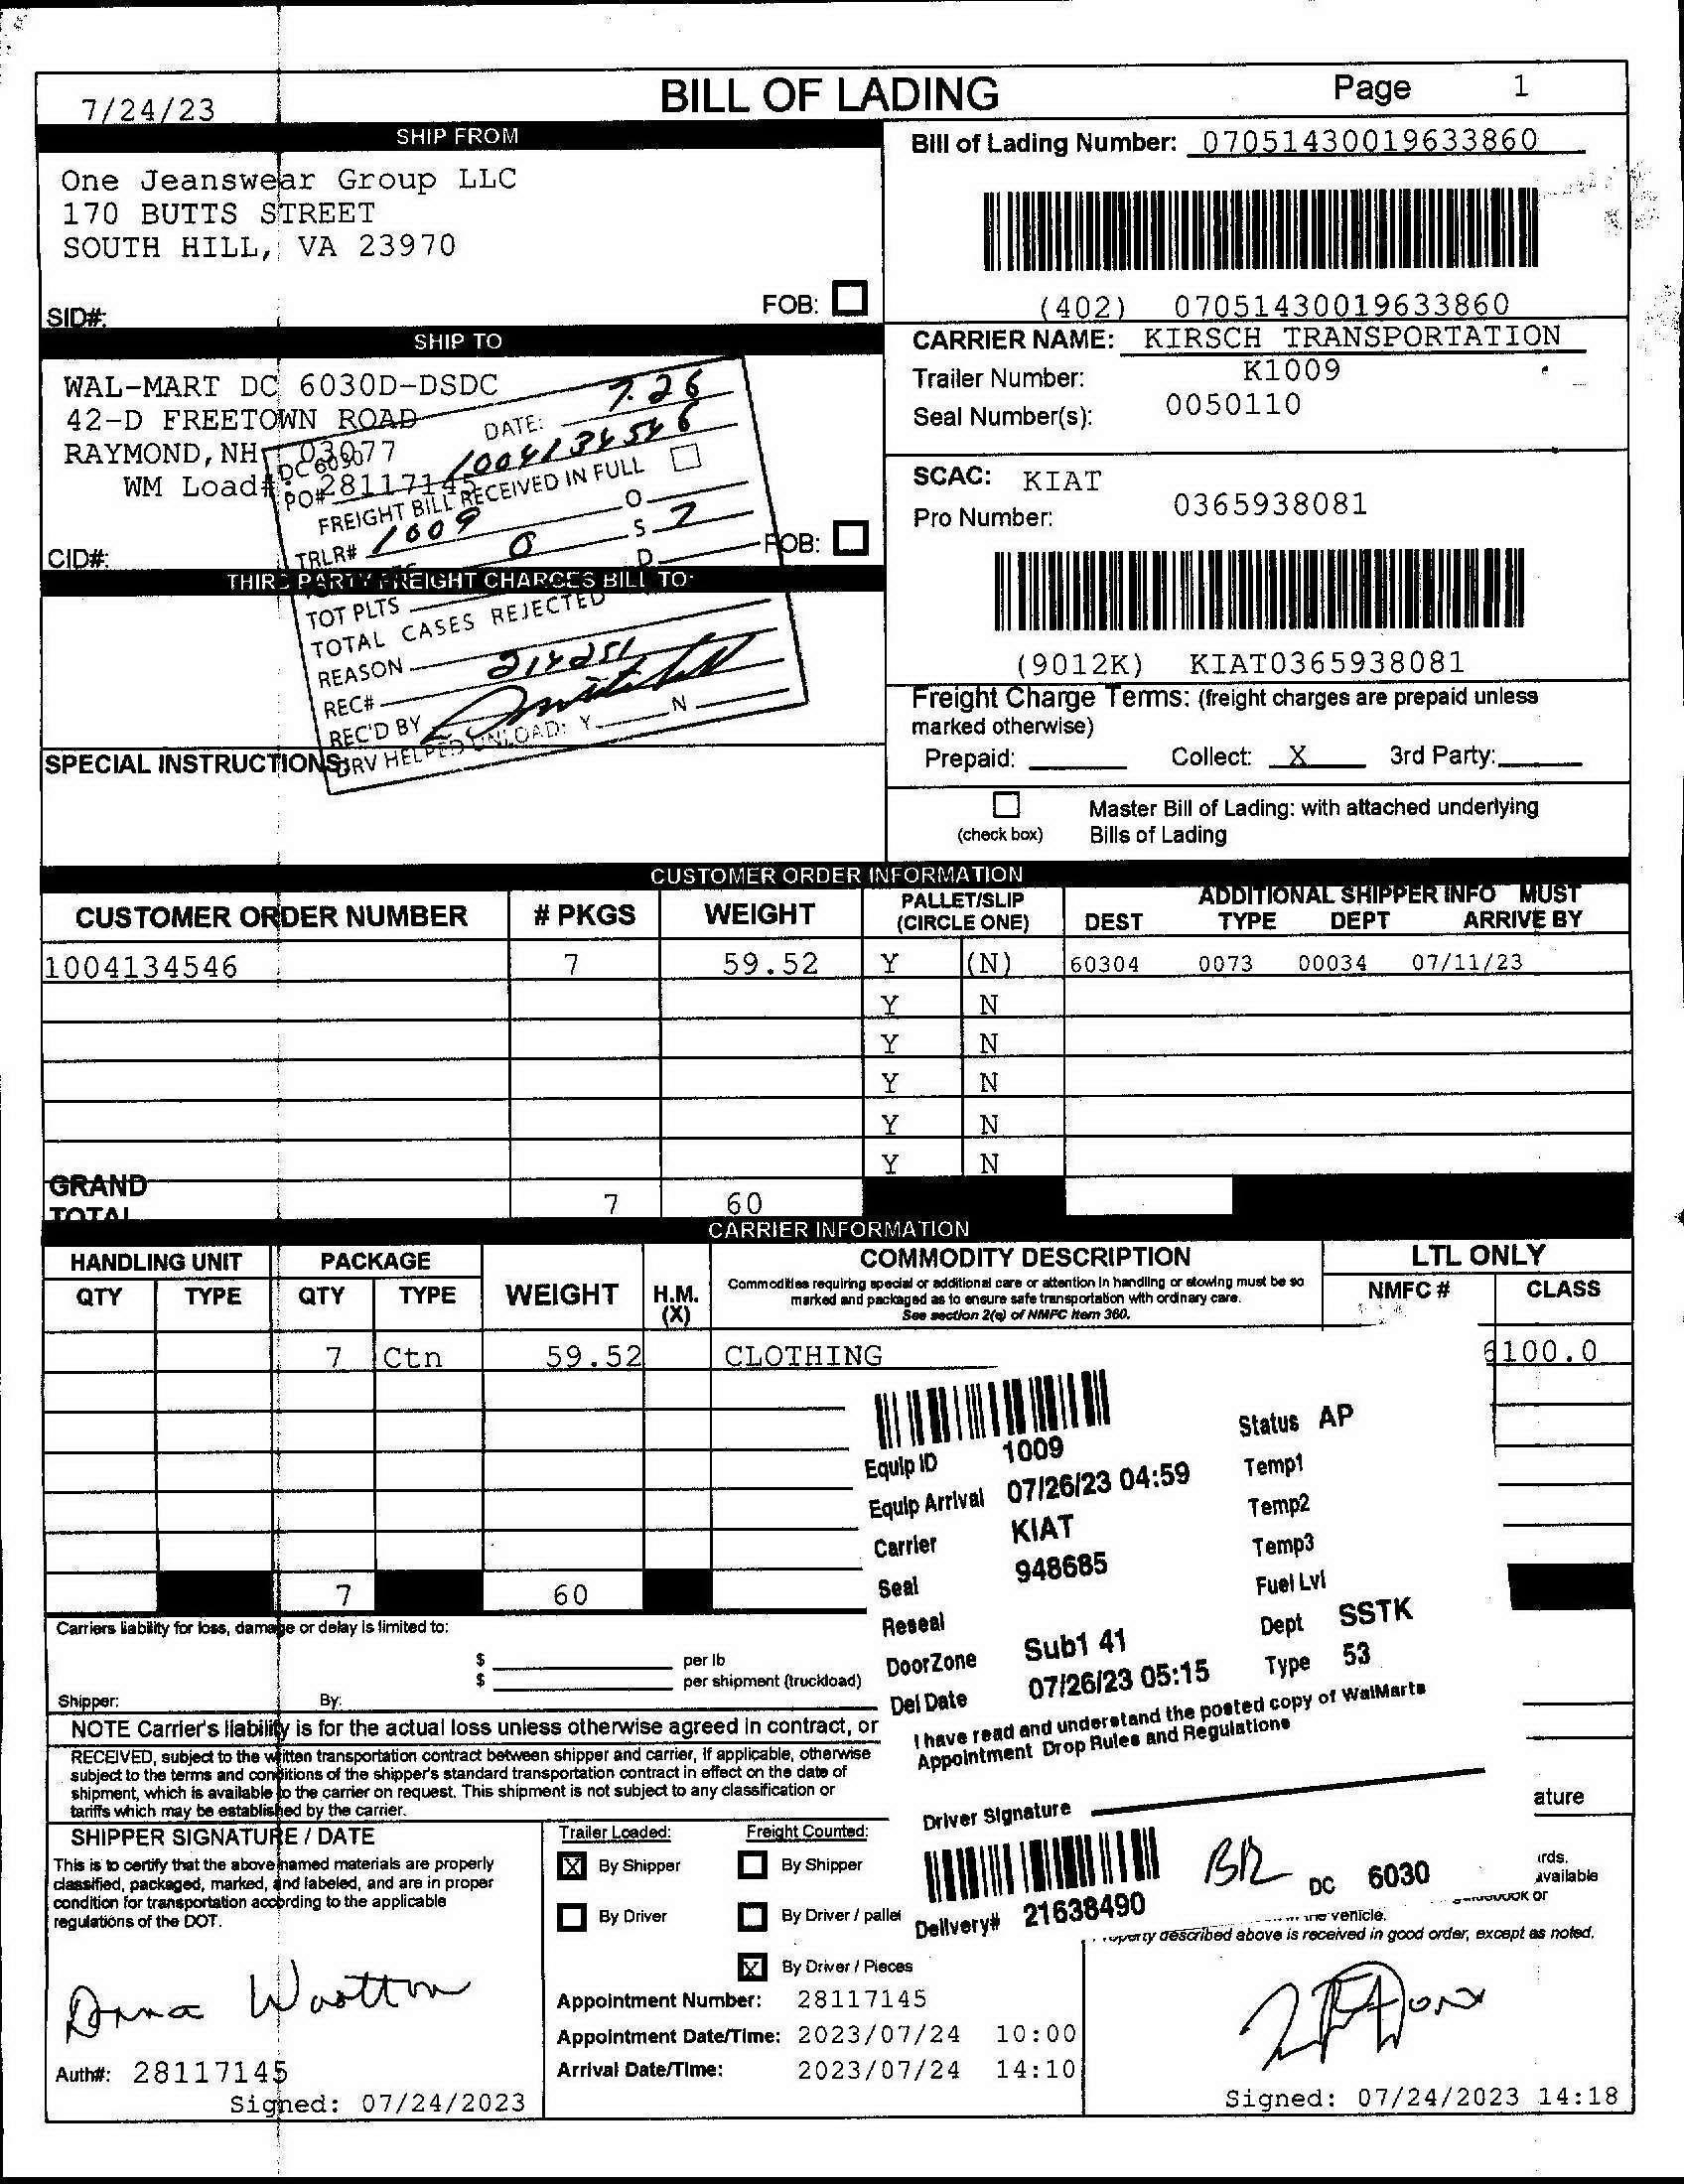 7/24/23
BILL OF LADING
Page 1
SHIP FROM
One Jeanswear Group LLC
170 BUTTS STREET
SOUTH HILL, VA 23970
SID#:
FOB:
Bill of Lading Number: 07051430019633860
(402) 07051430019633860
SHIP TO
WAL-MART DC 6030D-DSDC
42-D FREETOWN ROAD
RAYMOND, NH 03077
WM Load#: 28117145
CID#:
FOB:
DATE: 7.26
DC 6030
PO# 1004134546
FREIGHT BILL RECEIVED IN FULL
TRLR# 1009
O
S 7
D
TOT PLTS
TOTAL CASES REJECTED
REASON
REC# 214251
REC'D BY
DRV HELPED UNLOAD: Y N
CARRIER NAME: KIRSCH TRANSPORTATION
Trailer Number: K1009
Seal Number(s): 0050110
SCAC: KIAT
Pro Number: 0365938081
(9012K) KIAT0365938081
THIRD PARTY FREIGHT CHARGES BILL TO:
SPECIAL INSTRUCTIONS:
Freight Charge Terms: (freight charges are prepaid unless
marked otherwise)
Prepaid: Collect: X 3rd Party:
(check box)
Master Bill of Lading: with attached underlying
Bills of Lading
CUSTOMER ORDER INFORMATION
CUSTOMER ORDER NUMBER # PKGS WEIGHT PALLET/SLIP (CIRCLE ONE) DEST ADDITIONAL SHIPPER INFO TYPE DEPT MUST ARRIVE BY
1004134546 7 59.52 Y (N) 60304 0073 00034 07/11/23
Y N
Y N
Y N
Y N
Y N
GRAND
TOTAL 7 60
CARRIER INFORMATION
HANDLING UNIT PACKAGE COMMODITY DESCRIPTION LTL ONLY
QTY TYPE QTY TYPE WEIGHT H.M. (X) NMFC # CLASS
Commodities requiring special or additional care or attention in handling or stowing must be so
marked and packaged as to ensure safe transportation with ordinary care.
See section 2(e) of NMFC Item 360.
7 Ctn 59.52 CLOTHING 100.0
7 60
Equip ID 1009 Status AP
Equip Arrival 07/26/23 04:59 Temp1
Temp2
Carrier KIAT Temp3
Seal 948685 Fuel Lvl
Reseal Dept SSTK
DoorZone Sub1 41 Type 53
Del Date 07/26/23 05:15
I have read and understand the posted copy of WalMarts
Appointment Drop Rules and Regulations
Driver Signature
BR DC 6030
Delivery# 21638490
Carriers liability for loss, damage or delay is limited to:
$ per lb
$ per shipment (truckload)
Shipper: By:
NOTE Carrier's liability is for the actual loss unless otherwise agreed in contract, or
RECEIVED, subject to the written transportation contract between shipper and carrier, if applicable, otherwise
subject to the terms and conditions of the shipper's standard transportation contract in effect on the date of
shipment, which is available to the carrier on request. This shipment is not subject to any classification or
tariffs which may be established by the carrier.
ature
SHIPPER SIGNATURE / DATE
This is to certify that the above named materials are properly
classified, packaged, marked, and labeled, and are in proper
condition for transportation according to the applicable
regulations of the DOT.
Donna Wootton
Auth#: 28117145
Signed: 07/24/2023
Trailer Loaded: Freight Counted:
X By Shipper By Shipper
By Driver By Driver / pallet
X By Driver / Pieces
Appointment Number: 28117145
Appointment Date/Time: 2023/07/24 10:00
Arrival Date/Time: 2023/07/24 14:10
rds.
available
vehicle.
described above is received in good order, except as noted.
Signed: 07/24/2023 14:18